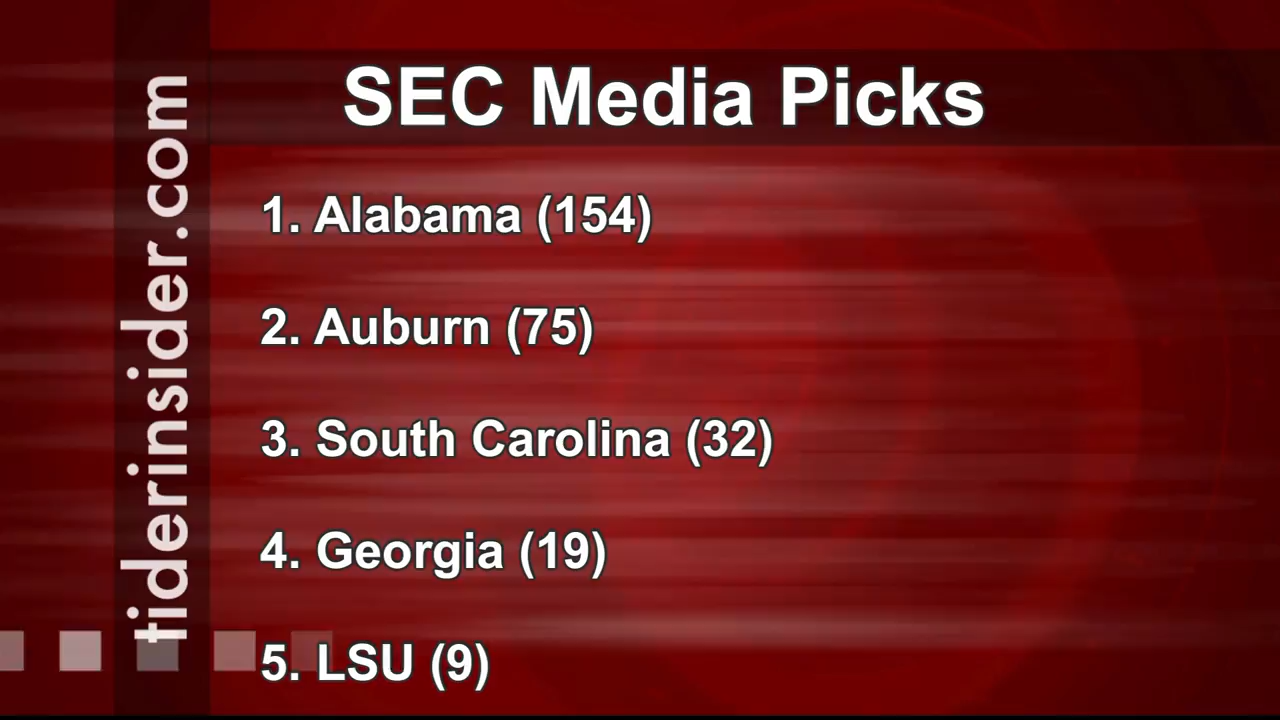 SEC Media Picks
1. Alabama (154)
2. Auburn (75)
3. South Carolina (32)
4. Georgia (19)
5. LSU (9)
tiderinsider.com